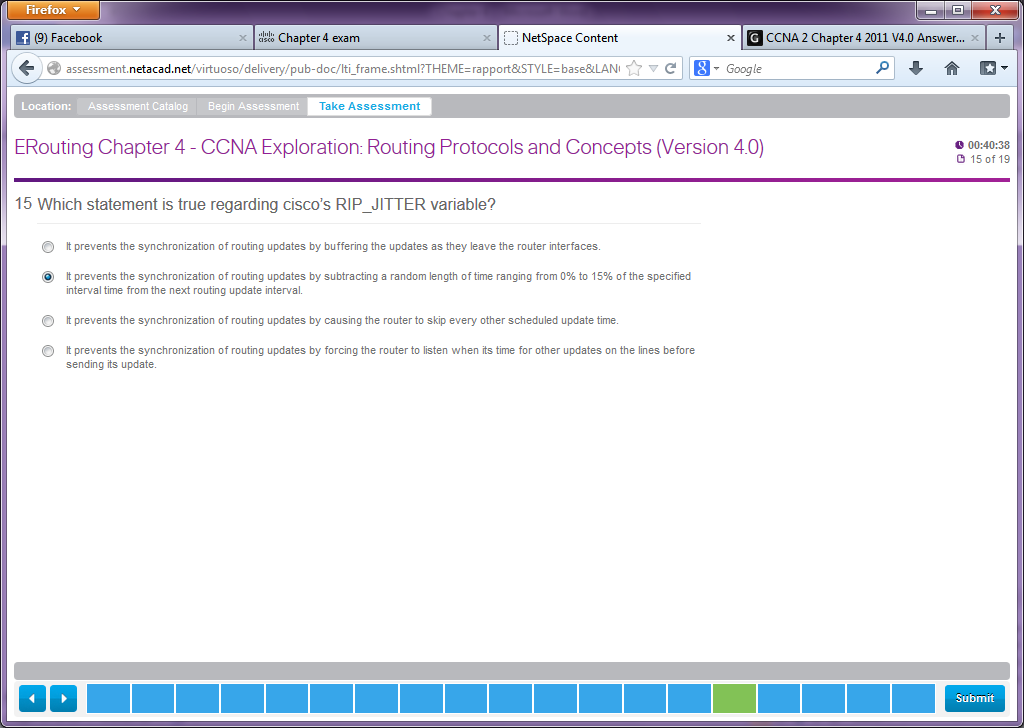 Firefox
(9) Facebook
cisco Chapter 4 exam
NetSpace Content
G CCNA 2 Chapter 4 2011 V4.0 Answer...
assessment.netacad.net/virtuoso/delivery/pub-doc/lti_frame.shtml?THEME=rapport&STYLE=base&LAN
8 Google
Location: Assessment Catalog Begin Assessment Take Assessment
ERouting Chapter 4 - CCNA Exploration: Routing Protocols and Concepts (Version 4.0)
00:40:38
15 of 19
15 Which statement is true regarding cisco's RIP_JITTER variable?
It prevents the synchronization of routing updates by buffering the updates as they leave the router interfaces.
It prevents the synchronization of routing updates by subtracting a random length of time ranging from 0% to 15% of the specified
interval time from the next routing update interval.
It prevents the synchronization of routing updates by causing the router to skip every other scheduled update time.
It prevents the synchronization of routing updates by forcing the router to listen when its time for other updates on the lines before
sending its update.
Submit